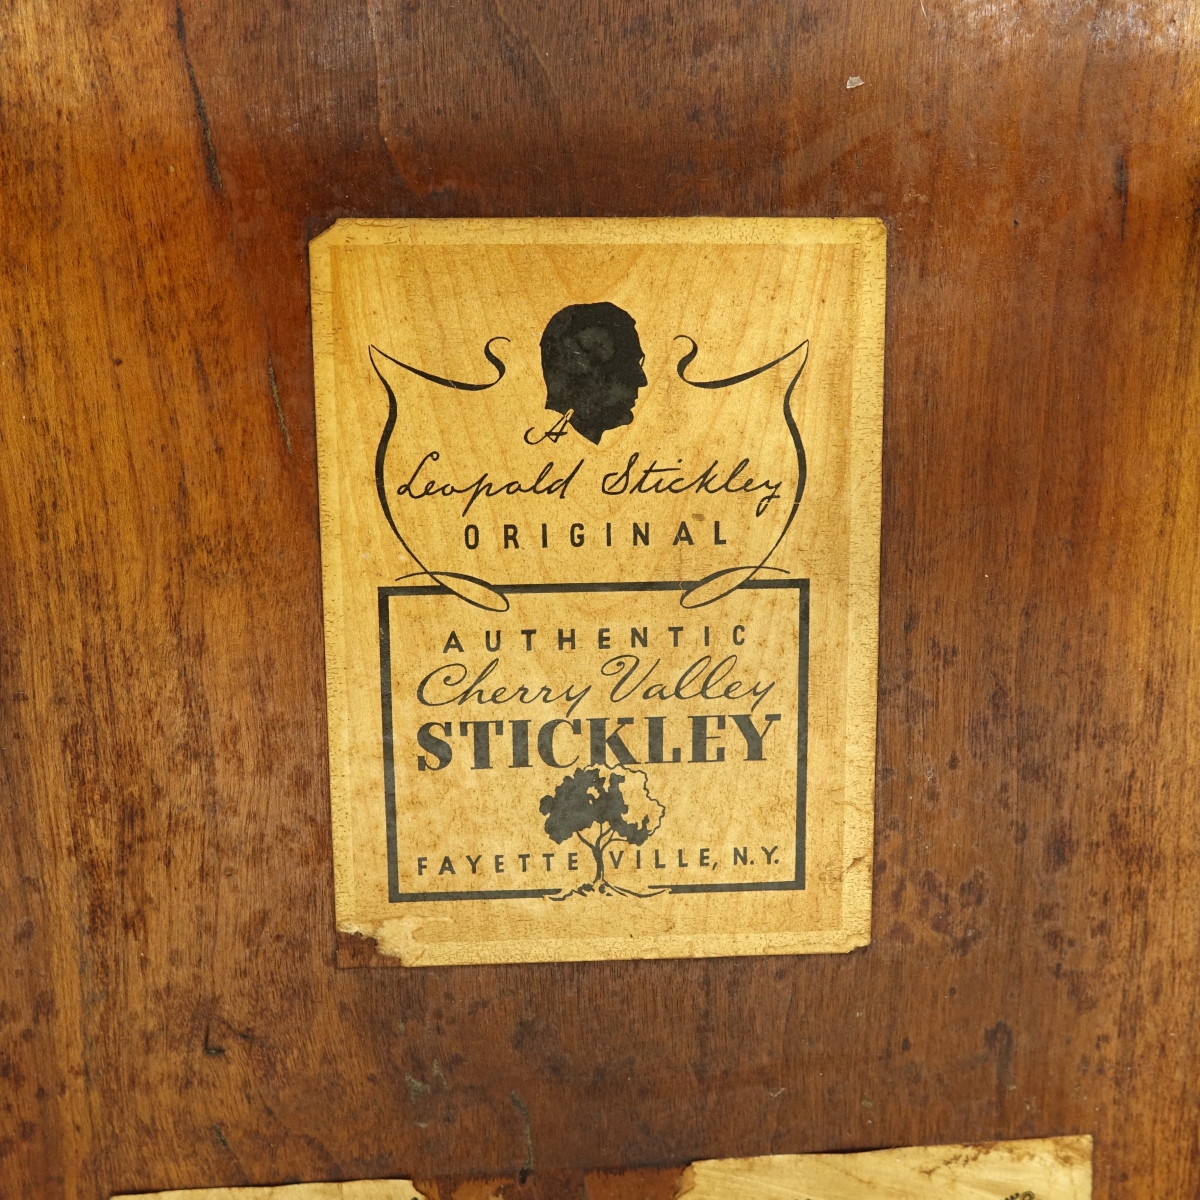 A
Leopold Stickley
ORIGINAL
AUTHENTIC
Cherry Valley
STICKLEY
FAYETTEVILLE, N.Y.